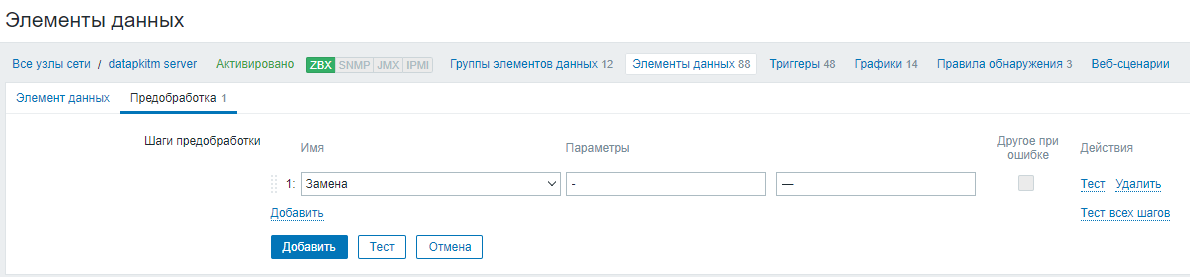 Элементы данных
Все узлы сети / datapkitm server Активировано ZBX SNMP JMX IPMI Группы элементов данных 12 Элементы данных 88 Триггеры 48 Графики 14 Правила обнаружения 3 Веб-сценарии
Элемент данных Предобработка 1
Шаги предобработки Имя Параметры Другое при ошибке Действия
1: Замена - — Тест Удалить
Добавить Тест всех шагов
Добавить Тест Отмена